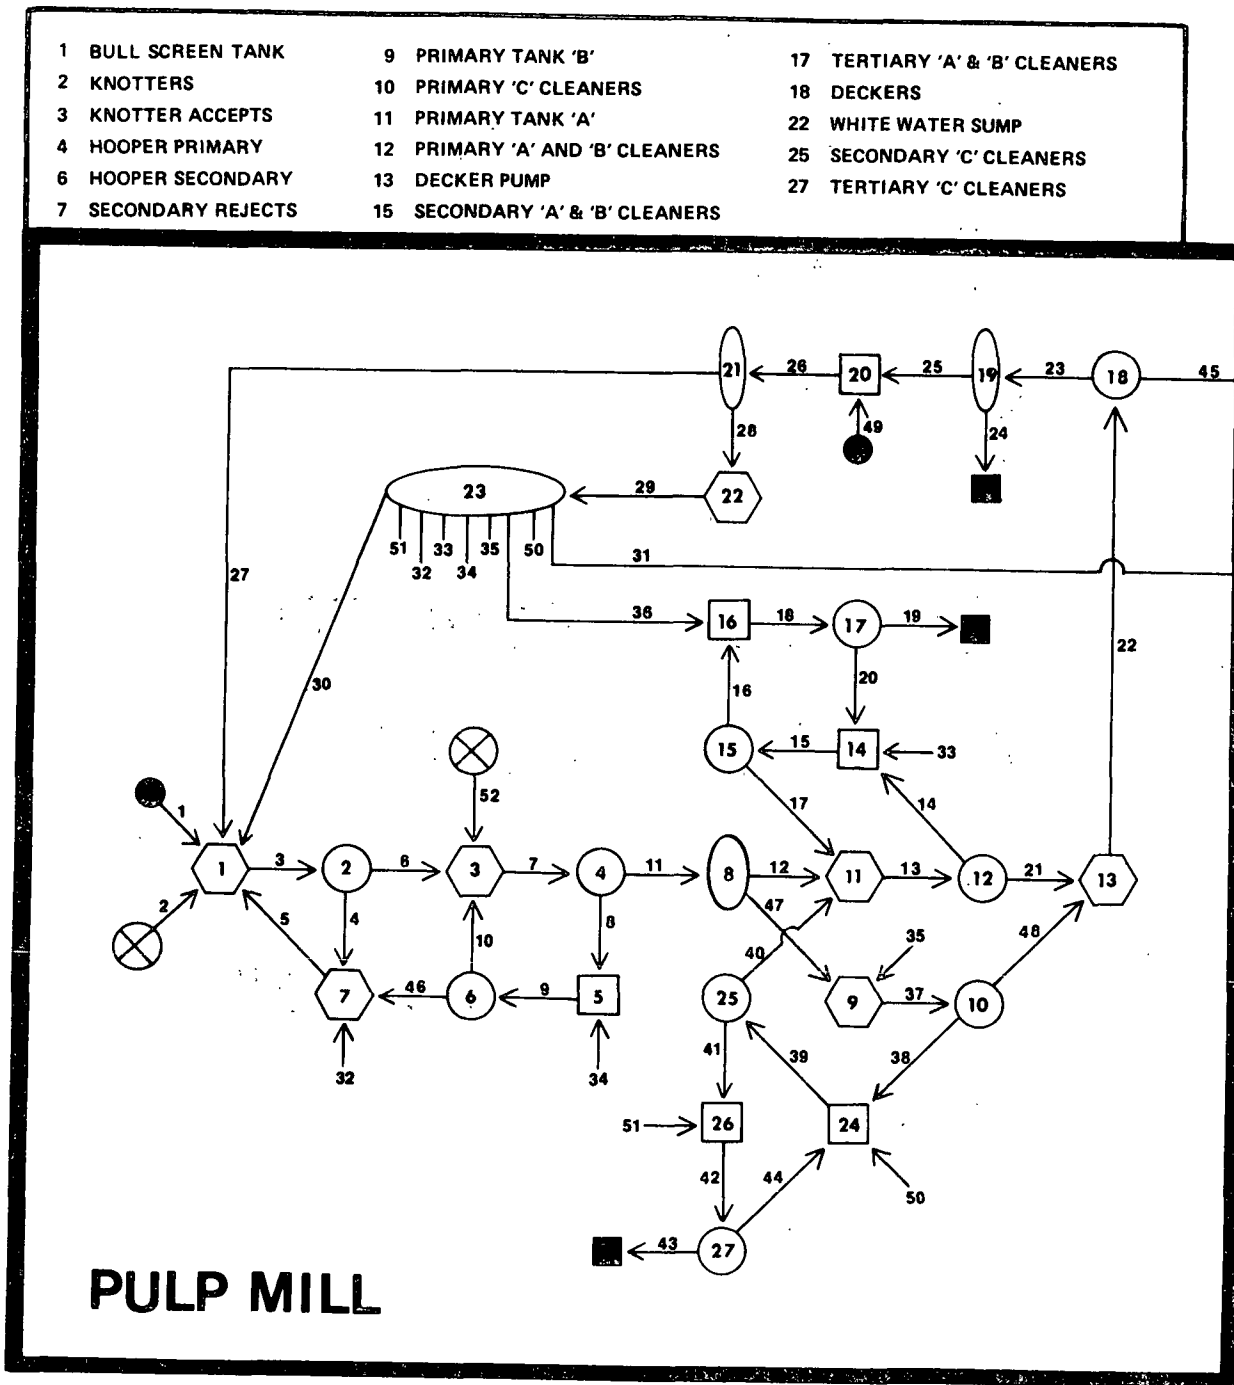 1 BULL SCREEN TANK
2 KNOTTERS
3 KNOTTER ACCEPTS
4 HOOPER PRIMARY
6 HOOPER SECONDARY
7 SECONDARY REJECTS
9 PRIMARY TANK 'B'
10 PRIMARY 'C' CLEANERS
11 PRIMARY TANK 'A'
12 PRIMARY 'A' AND 'B' CLEANERS
13 DECKER PUMP
15 SECONDARY 'A' & 'B' CLEANERS
17 TERTIARY 'A' & 'B' CLEANERS
18 DECKERS
22 WHITE WATER SUMP
25 SECONDARY 'C' CLEANERS
27 TERTIARY 'C' CLEANERS
21 26 20 25 19 23 18 45
28 49 24
23 29 22
51 33 35 50
32 34
31
27
36 16 18 17 19
22
30 16 20
15 15 14 33
52
1 17 14
1 3 2 6 3 7 4 11 8 12 11 13 12 21 13
2 5 4 10 8 47 35 48
40
7 46 6 9 5 25 9 37 10
41 39 38
32 34
51 26 24
42 44 50
43 27
PULP MILL